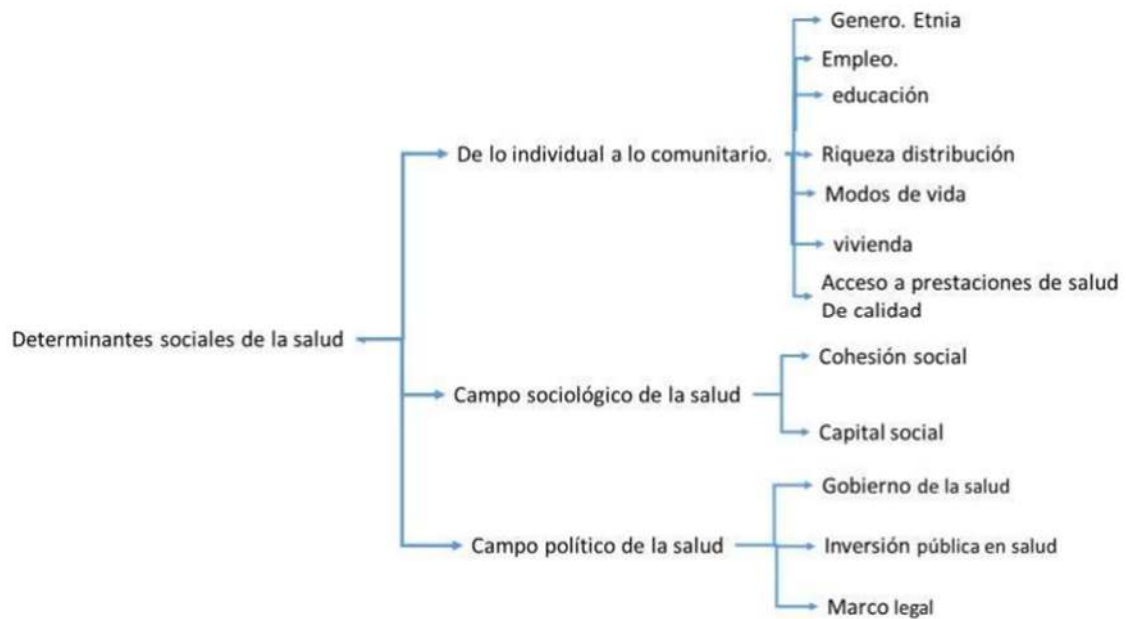 Determinantes sociales de la salud
De lo individual a lo comunitario.
Genero. Etnia
Empleo.
educación
Riqueza distribución
Modos de vida
vivienda
Acceso a prestaciones de salud
De calidad
Campo sociológico de la salud
Cohesión social
Capital social
Campo político de la salud
Gobierno de la salud
Inversión pública en salud
Marco legal